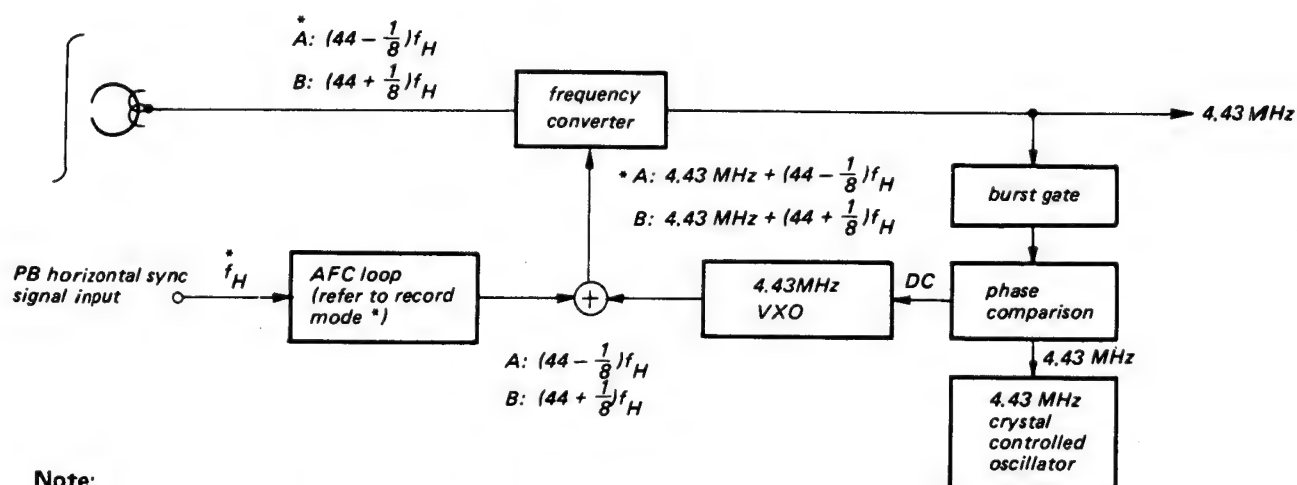 *
A: (44 − 1/8)f_H
B: (44 + 1/8)f_H
frequency
converter
4.43 MHz
* A: 4.43 MHz + (44 − 1/8)f_H
B: 4.43 MHz + (44 + 1/8)f_H
burst gate
PB horizontal sync
signal input
*
f_H
AFC loop
(refer to record
mode *)
+
4.43MHz
VXO
DC
phase
comparison
A: (44 − 1/8)f_H
B: (44 + 1/8)f_H
4.43 MHz
4.43 MHz
crystal
controlled
oscillator
Note: